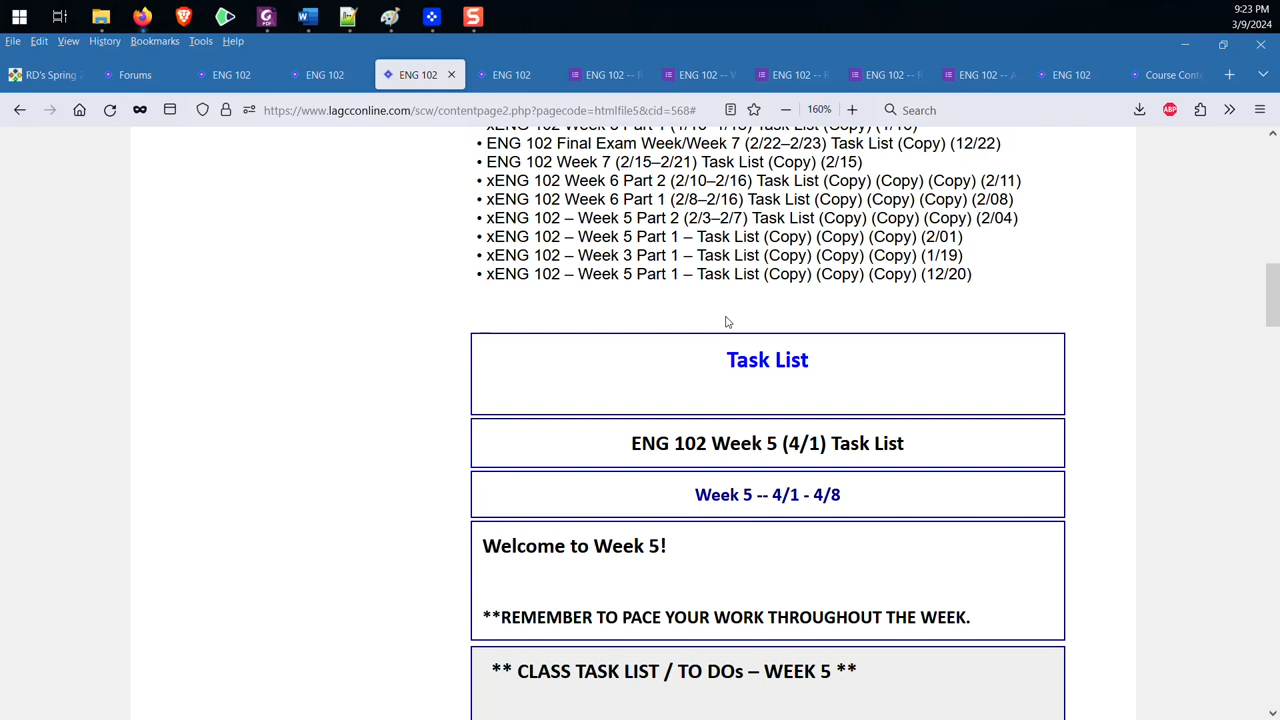 9:23 PM
3/9/2024
File Edit View History Bookmarks Tools Help
RD's Spring 2
Forums
ENG 102
ENG 102
ENG 102
ENG 102
ENG 102 -- R
ENG 102 -- V
ENG 102 -- R
ENG 102 -- R
ENG 102 -- A
ENG 102
Course Cont
https://www.lagcconline.com/scw/contentpage2.php?pagecode=htmlfile5&cid=568#
160%
Search
ABP
• ENG 102 Final Exam Week/Week 7 (2/22–2/23) Task List (Copy) (12/22)
• ENG 102 Week 7 (2/15–2/21) Task List (Copy) (2/15)
• xENG 102 Week 6 Part 2 (2/10–2/16) Task List (Copy) (Copy) (Copy) (2/11)
• xENG 102 Week 6 Part 1 (2/8–2/16) Task List (Copy) (Copy) (Copy) (2/08)
• xENG 102 – Week 5 Part 2 (2/3–2/7) Task List (Copy) (Copy) (Copy) (2/04)
• xENG 102 – Week 5 Part 1 – Task List (Copy) (Copy) (Copy) (2/01)
• xENG 102 – Week 3 Part 1 – Task List (Copy) (Copy) (Copy) (1/19)
• xENG 102 – Week 5 Part 1 – Task List (Copy) (Copy) (Copy) (12/20)
Task List
ENG 102 Week 5 (4/1) Task List
Week 5 -- 4/1 - 4/8
Welcome to Week 5!
**REMEMBER TO PACE YOUR WORK THROUGHOUT THE WEEK.
** CLASS TASK LIST / TO DOs – WEEK 5 **